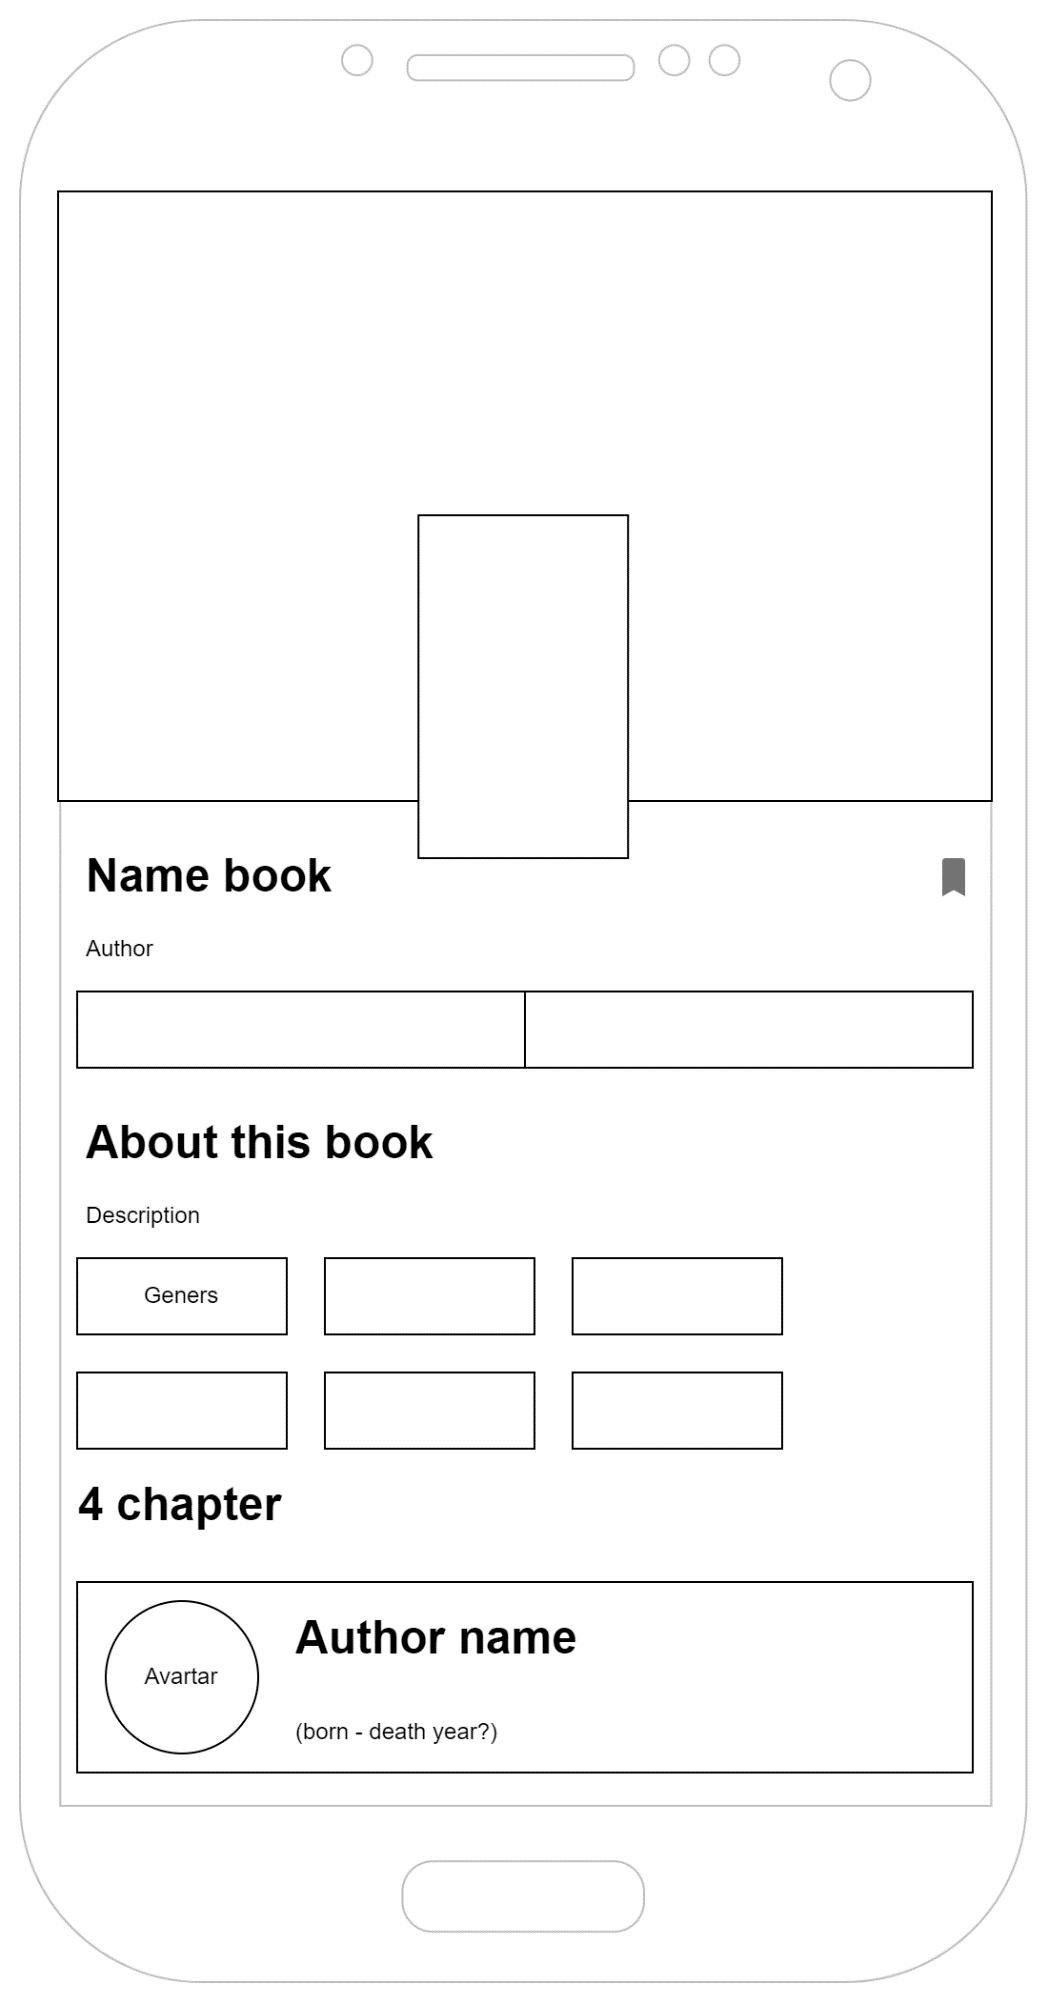 Name book
Author
About this book
Description
Geners
4 chapter
Avartar
Author name
(born - death year?)